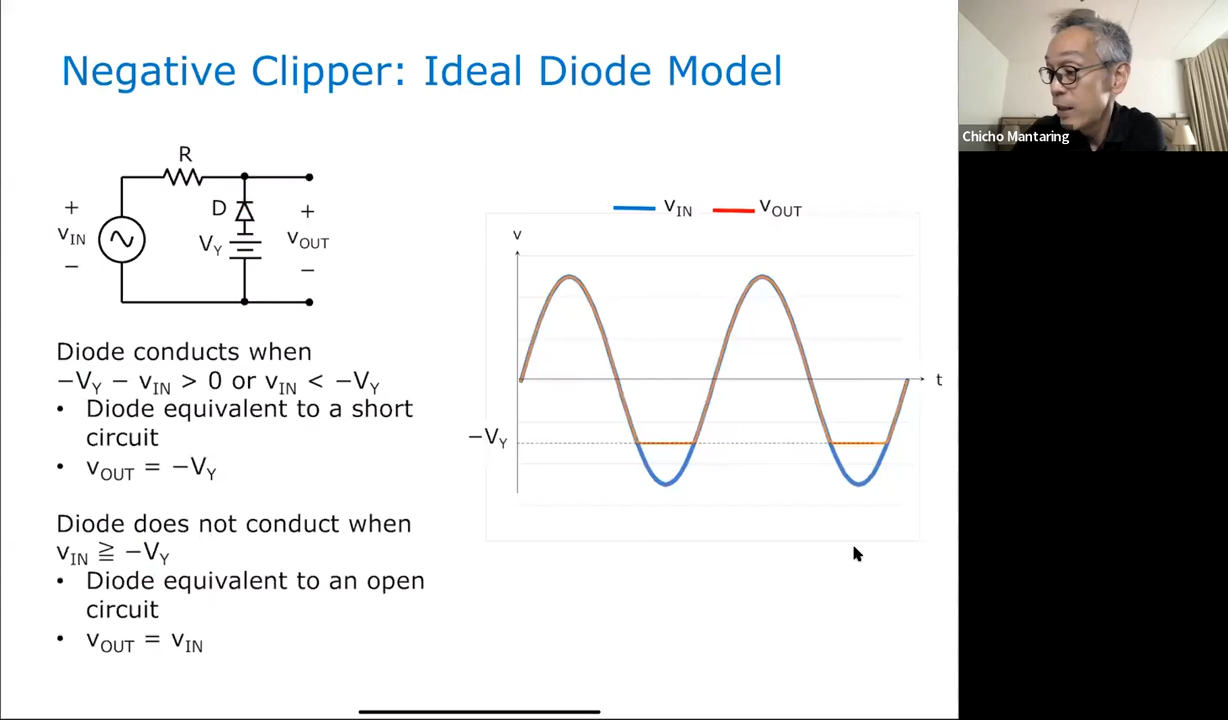 Negative Clipper: Ideal Diode Model
Chicho Mantaring
R
+
D
+
vIN
VY
vOUT
−
−
vIN
vOUT
v
t
−VY
Diode conducts when
−VY − vIN > 0 or vIN < −VY
• Diode equivalent to a short
circuit
• vOUT = −VY
Diode does not conduct when
vIN ≧ −VY
• Diode equivalent to an open
circuit
• vOUT = vIN